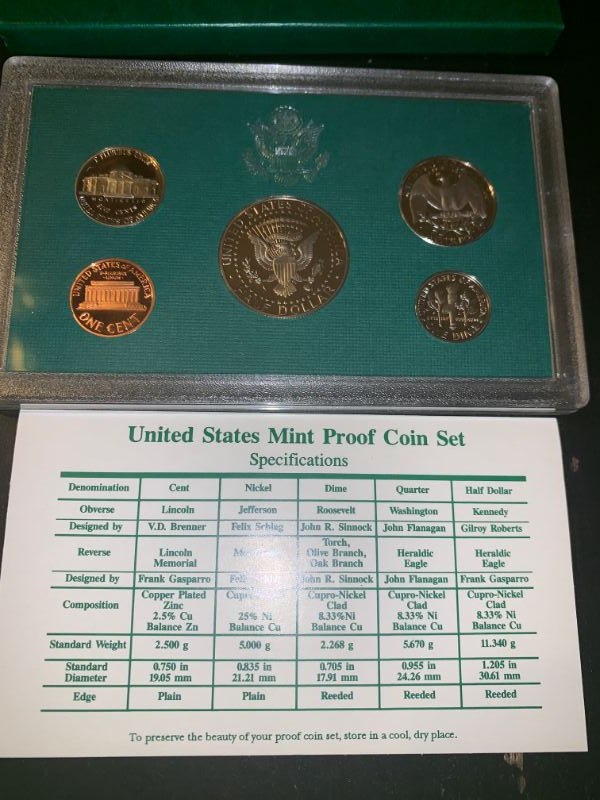 UNITED STATES OF AMERICA
HALF DOLLAR
MONTICELLO
UNITED STATES OF AMERICA
ONE CENT
United States Mint Proof Coin Set
Specifications
Denomination Cent Nickel Dime Quarter Half Dollar
Obverse Lincoln Jefferson Roosevelt Washington Kennedy
Designed by V.D. Brenner Felix Schlag John R. Sinnock John Flanagan Gilroy Roberts
Reverse Lincoln Memorial Torch, Olive Branch, Oak Branch Heraldic Eagle Heraldic Eagle
Designed by Frank Gasparro Felix John R. Sinnock John Flanagan Frank Gasparro
Composition Copper Plated Zinc 2.5% Cu Balance Zn 25% Ni Balance Cu Cupro-Nickel Clad 8.33%Ni Balance Cu Cupro-Nickel Clad 8.33% Ni Balance Cu Cupro-Nickel Clad 8.33% Ni Balance Cu
Standard Weight 2.500 g 5.000 g 2.268 g 5.670 g 11.340 g
Standard Diameter 0.750 in 19.05 mm 0.835 in 21.21 mm 0.705 in 17.91 mm 0.955 in 24.26 mm 1.205 in 30.61 mm
Edge Plain Plain Reeded Reeded Reeded
To preserve the beauty of your proof coin set, store in a cool, dry place.